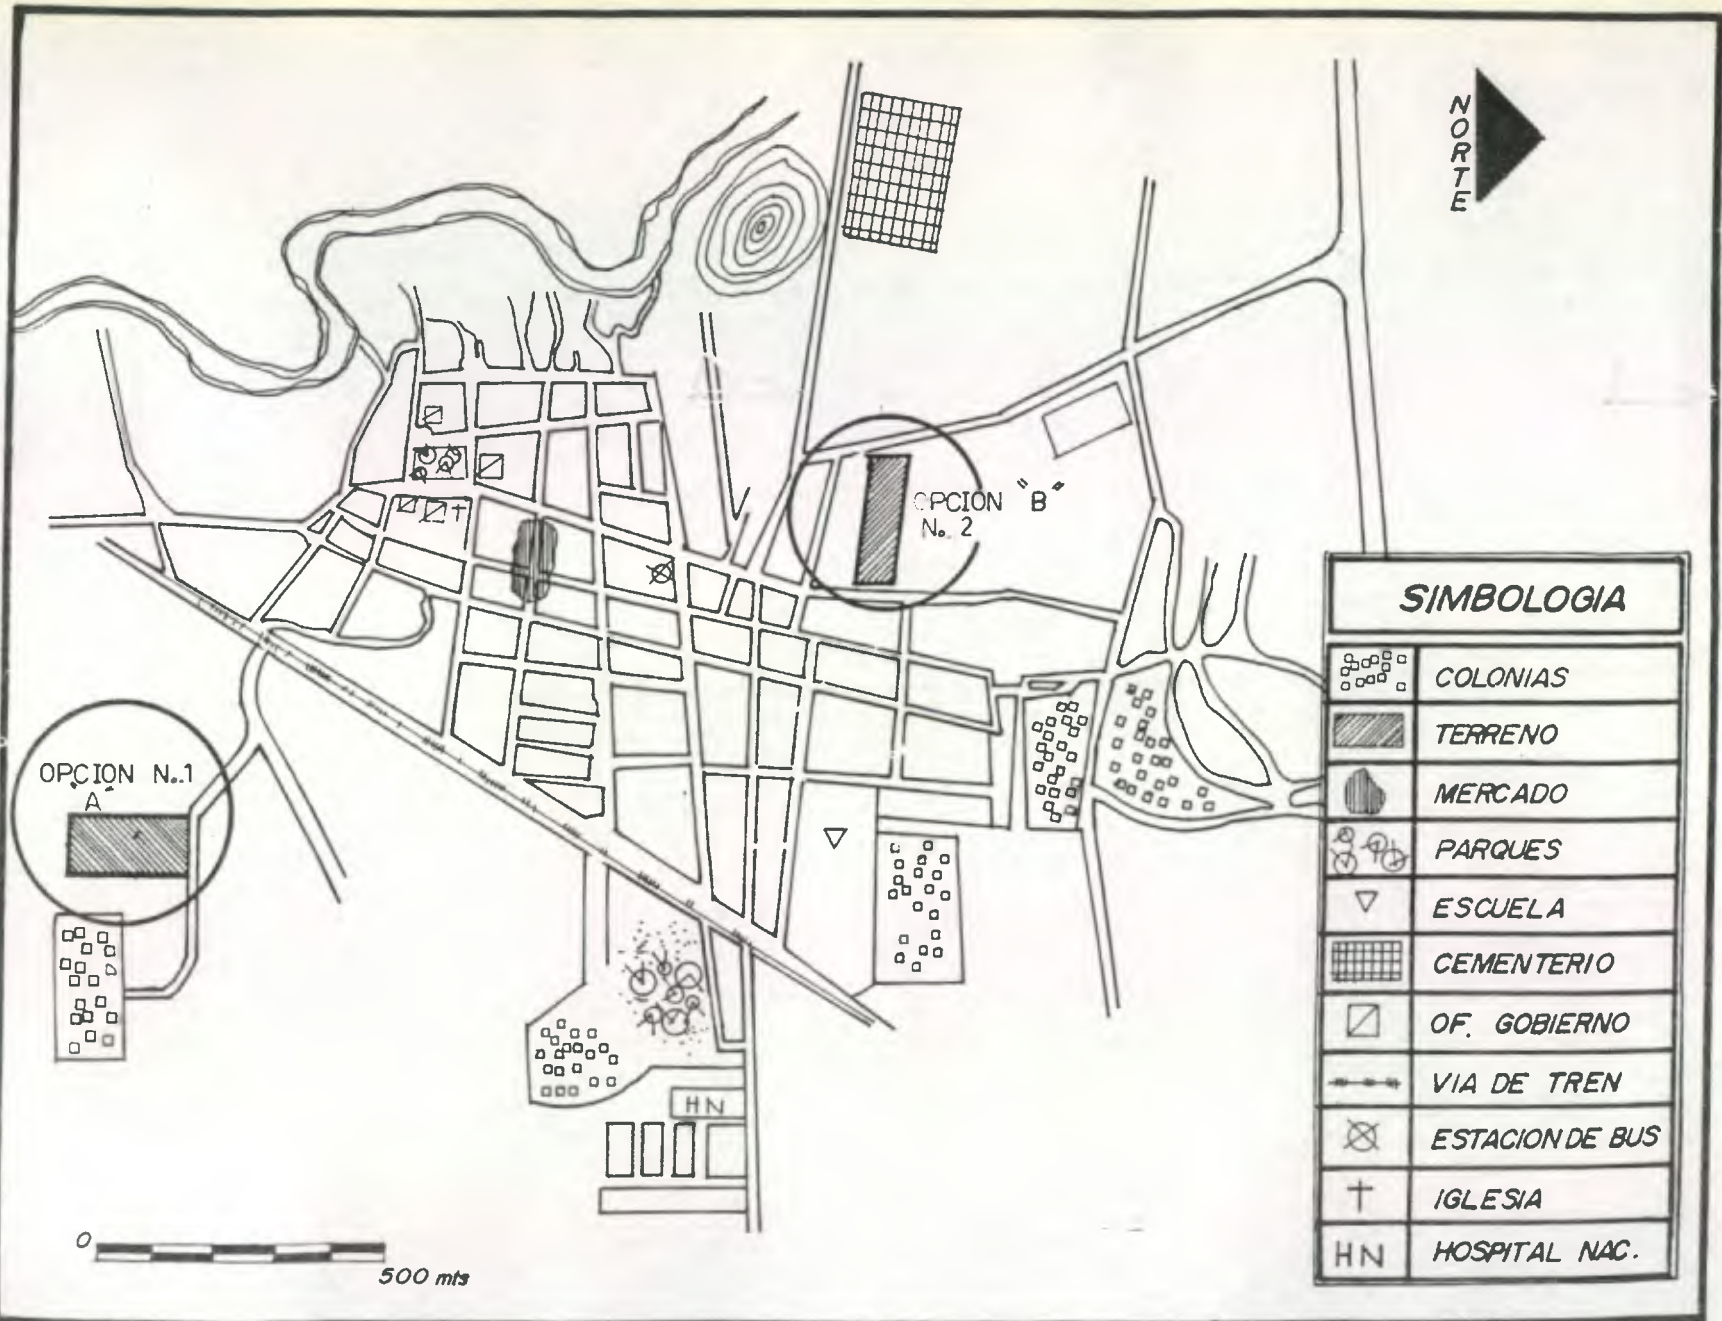 NORTE
OPCION "B"
No. 2
OPCION No.1
"A"
HN
0
500 mts
SIMBOLOGIA
COLONIAS
TERRENO
MERCADO
PARQUES
ESCUELA
CEMENTERIO
OF. GOBIERNO
VIA DE TREN
ESTACION DE BUS
IGLESIA
HN HOSPITAL NAC.